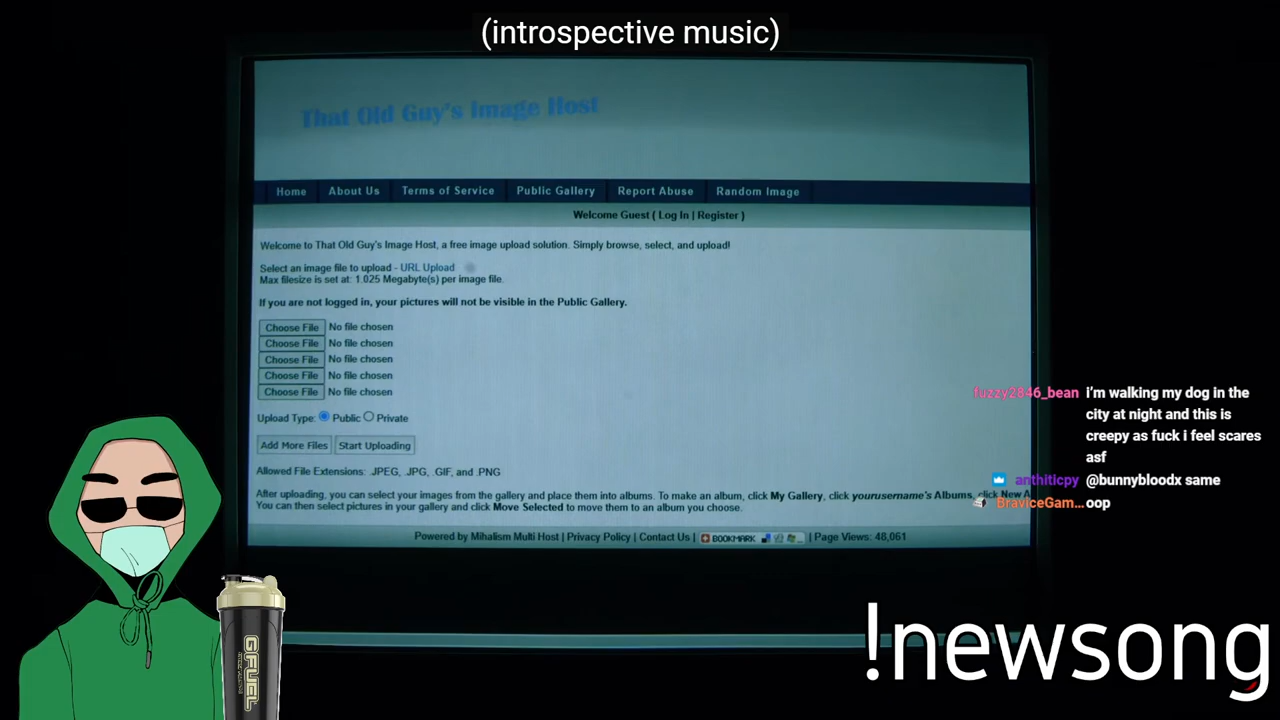 (introspective music)
That Old Guy's Image Host
Home About Us Terms of Service Public Gallery Report Abuse Random Image
Welcome Guest ( Log In | Register )
Welcome to That Old Guy's Image Host, a free image upload solution. Simply browse, select, and upload!
Select an image file to upload - URL Upload
Max filesize is set at: 1.025 Megabyte(s) per image file.
If you are not logged in, your pictures will not be visible in the Public Gallery.
Choose File No file chosen
Choose File No file chosen
Choose File No file chosen
Choose File No file chosen
Choose File No file chosen
Upload Type: Public Private
Add More Files Start Uploading
Allowed File Extensions: .JPEG, .JPG, .GIF, and .PNG
After uploading, you can select your images from the gallery and place them into albums. To make an album, click My Gallery, click yourusername's Albums, click New A
You can then select pictures in your gallery and click Move Selected to move them to an album you choose.
Powered by Mihalism Multi Host | Privacy Policy | Contact Us | BOOKMARK | Page Views: 48,061
fuzzy2846_bean i'm walking my dog in the
city at night and this is
creepy as fuck i feel scares
asf
anthiticpy @bunnybloodx same
BraviceGam... oop
GFUEL
!newsong